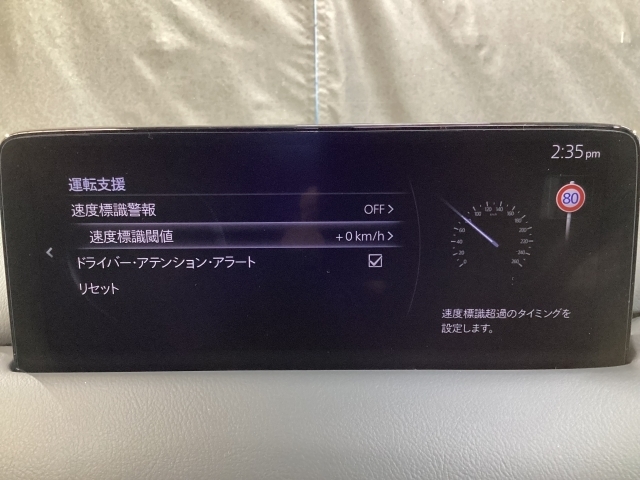 2:35 pm
運転支援
速度標識警報 OFF
速度標識閾値 +0 km/h
ドライバー・アテンション・アラート
リセット
80
速度標識超過のタイミングを
設定します。